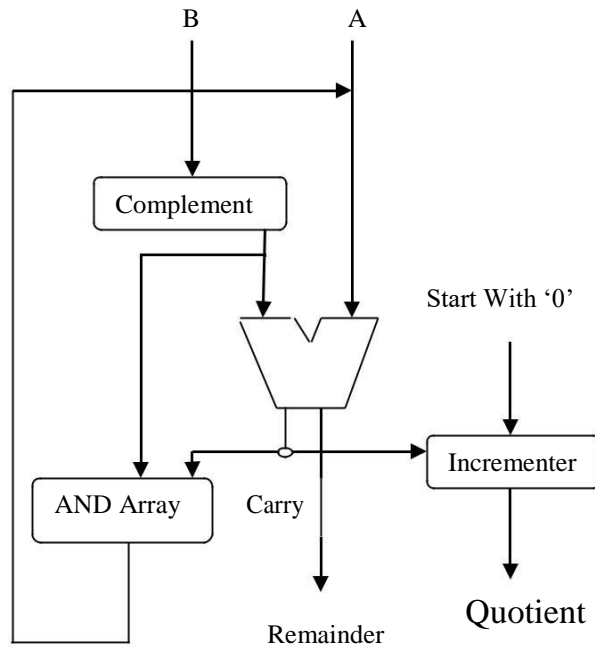 B
A
Complement
Start With ‘0’
Incrementer
AND Array
Carry
Quotient
Remainder